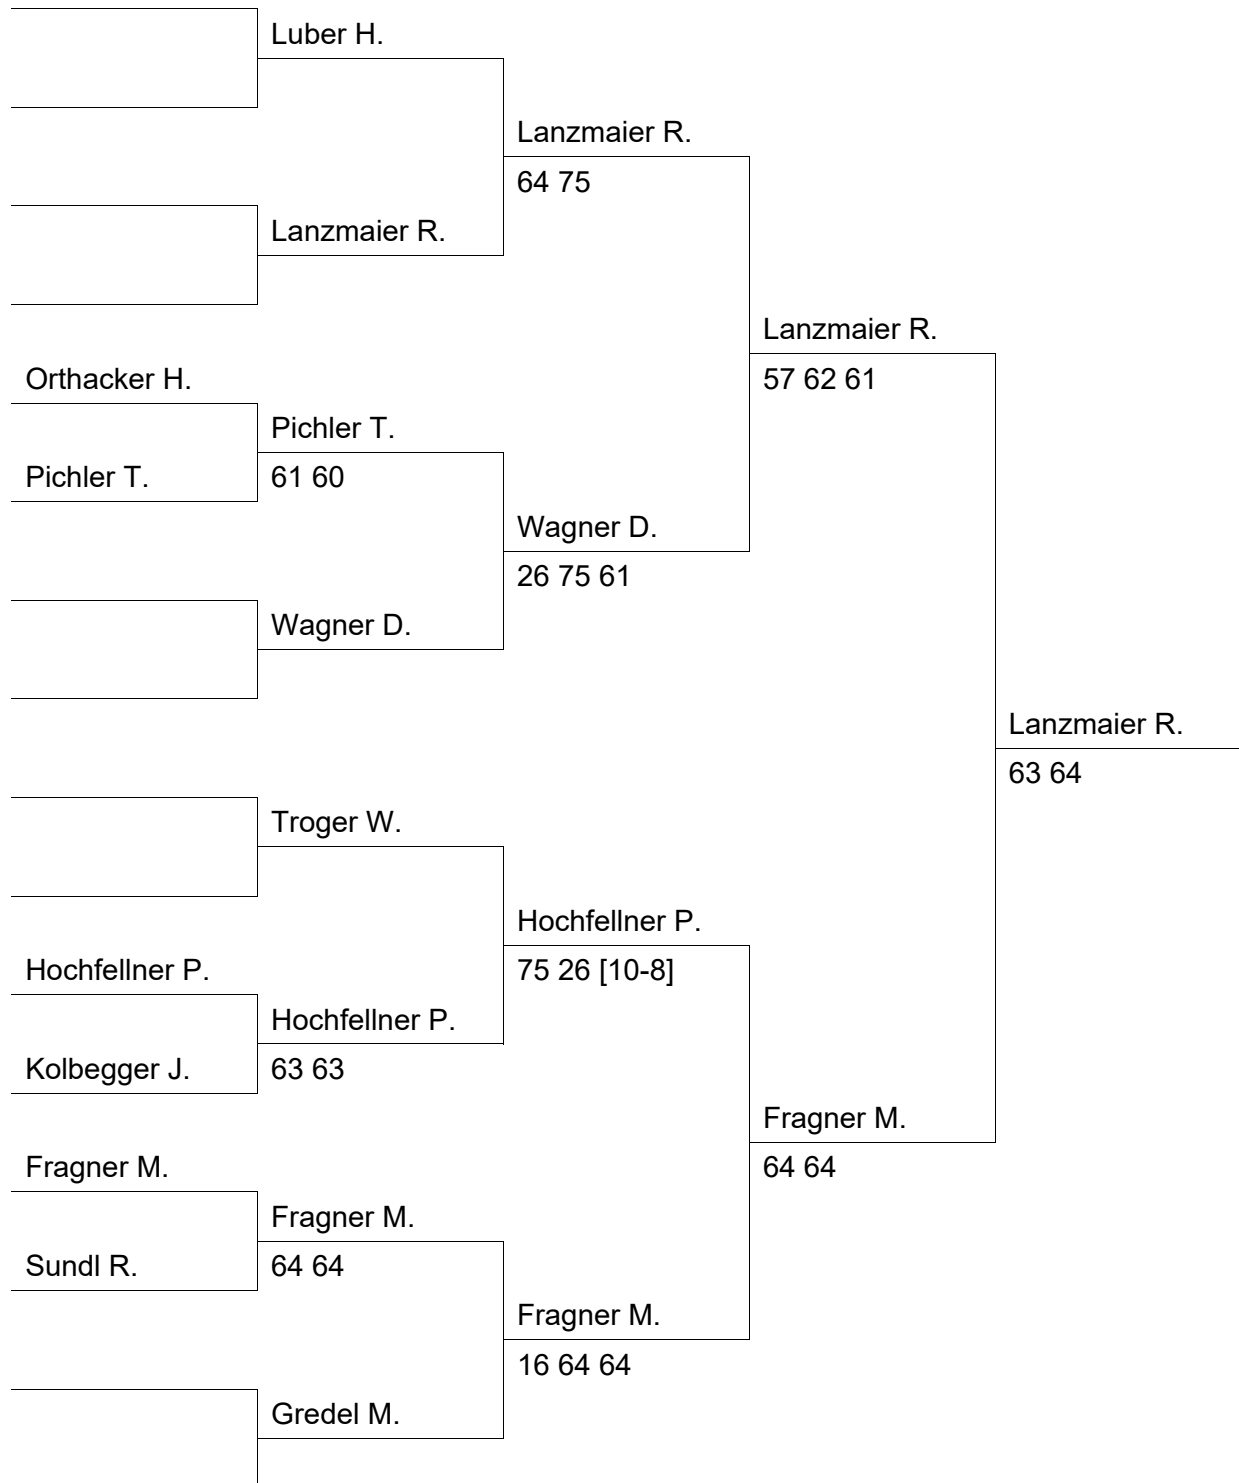 Luber H.
Lanzmaier R.
64 75
Lanzmaier R.
Lanzmaier R.
57 62 61
Orthacker H.
Pichler T.
Pichler T.
61 60
Wagner D.
26 75 61
Wagner D.
Lanzmaier R.
63 64
Troger W.
Hochfellner P.
75 26 [10-8]
Hochfellner P.
Hochfellner P.
Kolbegger J.
63 63
Fragner M.
64 64
Fragner M.
Fragner M.
Sundl R.
64 64
Fragner M.
16 64 64
Gredel M.